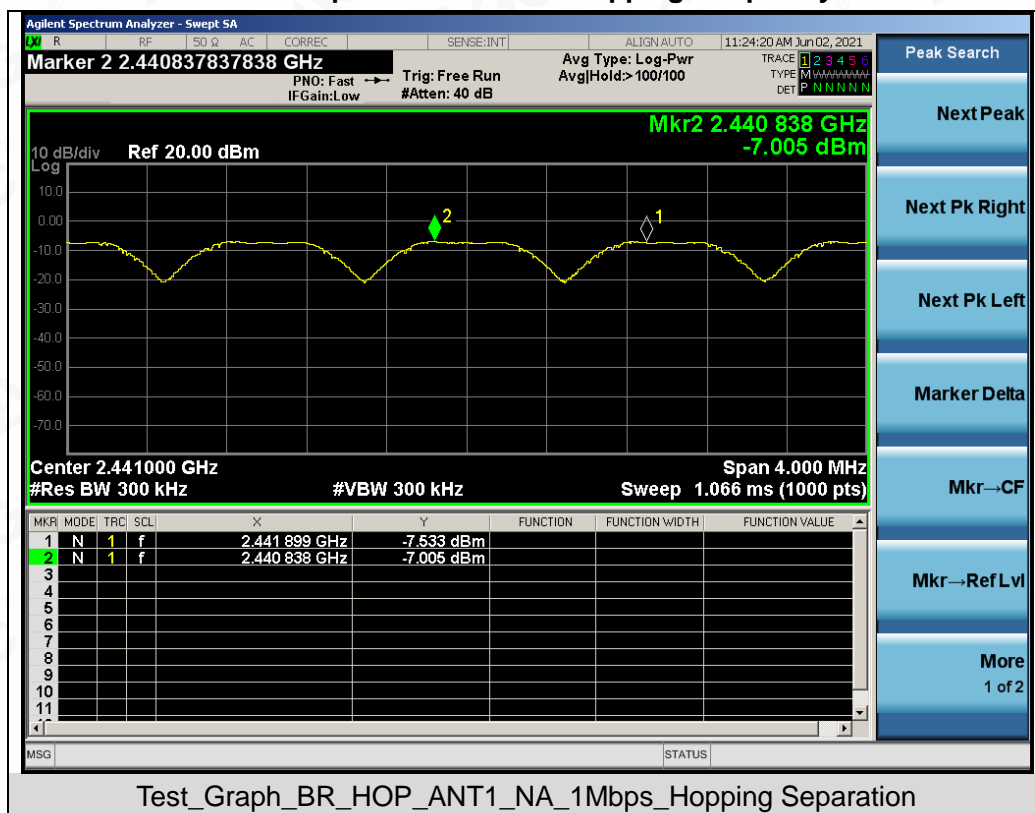 Agilent Spectrum Analyzer - Swept SA
LXI R RF 50 Ω AC CORREC SENSE:INT ALIGN AUTO 11:24:20 AM Jun 02, 2021
Marker 2 2.440837837838 GHz
PNO: Fast
IFGain:Low
Trig: Free Run
#Atten: 40 dB
Avg Type: Log-Pwr
Avg|Hold:>100/100
TRACE 1 2 3 4 5 6
TYPE M
DET P N N N N N
Peak Search
Next Peak
Next Pk Right
Next Pk Left
Marker Delta
Mkr→CF
Mkr→Ref Lvl
More
1 of 2
Mkr2 2.440 838 GHz
-7.005 dBm
10 dB/div Ref 20.00 dBm
Log
10.0
0.00
-10.0
-20.0
-30.0
-40.0
-50.0
-60.0
-70.0
2
1
Center 2.441000 GHz Span 4.000 MHz
#Res BW 300 kHz #VBW 300 kHz Sweep 1.066 ms (1000 pts)
MKR MODE TRC SCL X Y FUNCTION FUNCTION WIDTH FUNCTION VALUE
1 N 1 f 2.441 899 GHz -7.533 dBm
2 N 1 f 2.440 838 GHz -7.005 dBm
3
4
5
6
7
8
9
10
11
MSG STATUS
Test_Graph_BR_HOP_ANT1_NA_1Mbps_Hopping Separation